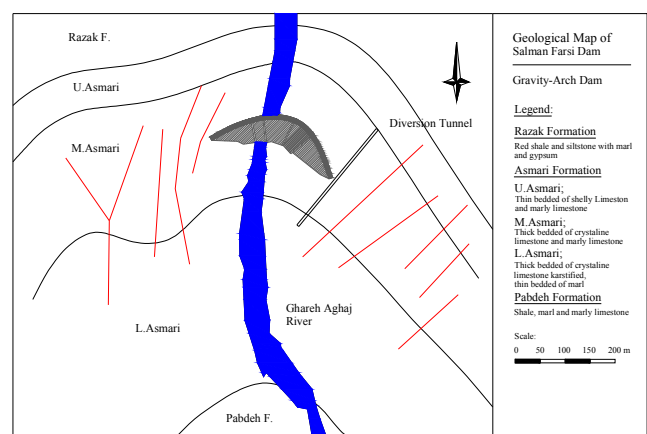 Razak F.
U.Asmari
M.Asmari
Diversion Tunnel
L.Asmari
Ghareh Aghaj
River
Pabdeh F.
Geological Map of
Salman Farsi Dam
Gravity-Arch Dam
Legend:
Razak Formation
Red shale and siltstone with marl
and gypsum
Asmari Formation
U.Asmari;
Thin bedded of shelly Limeston
and marly limestone
M.Asmari;
Thick bedded of crystaline
limestone and marly limestone
L.Asmari;
Thick bedded of crystaline
limestone karstified,
thin bedded of marl
Pabdeh Formation
Shale, marl and marly limestone
Scale:
0 50 100 150 200 m